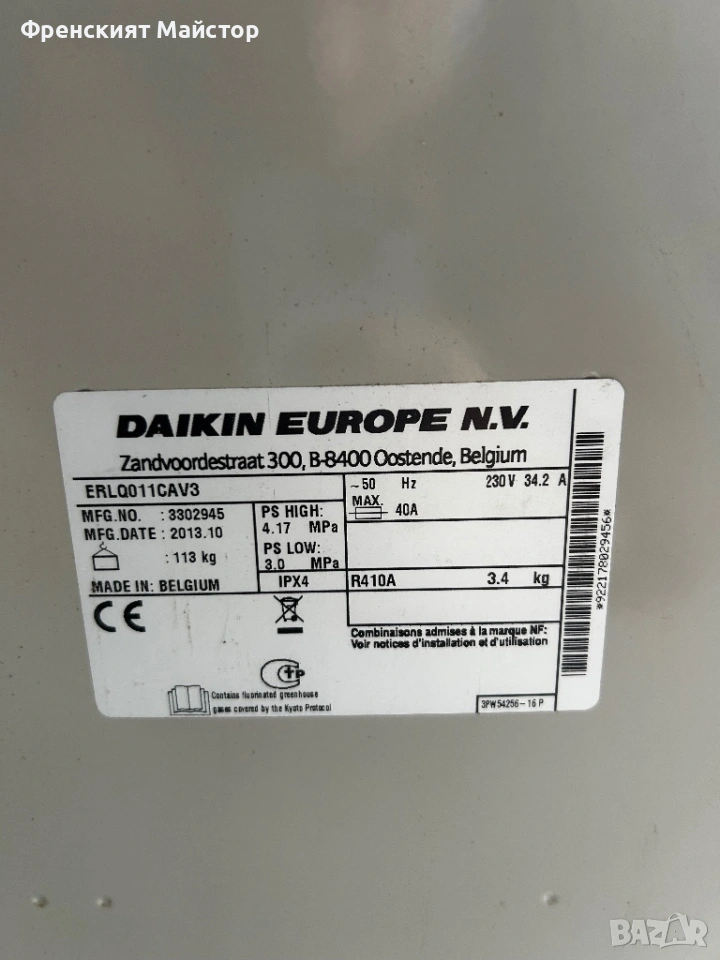 Френският Майстор
DAIKIN EUROPE N.V.
Zandvoordestraat 300, B-8400 Oostende, Belgium
ERLQ011CAV3
MFG.NO. : 3302945
MFG.DATE : 2013.10
: 113 kg
MADE IN: BELGIUM
PS HIGH:
4.17 MPa
PS LOW:
3.0 MPa
IPX4
~50 Hz 230V 34.2 A
MAX.
40A
R410A 3.4 kg
CE
Combinaisons admises à la marque NF:
Voir notices d'installation et d'utilisation
Contains fluorinated greenhouse
gases covered by the Kyoto Protocol
3PW54256-16 P
*922178029456*
BAZAR